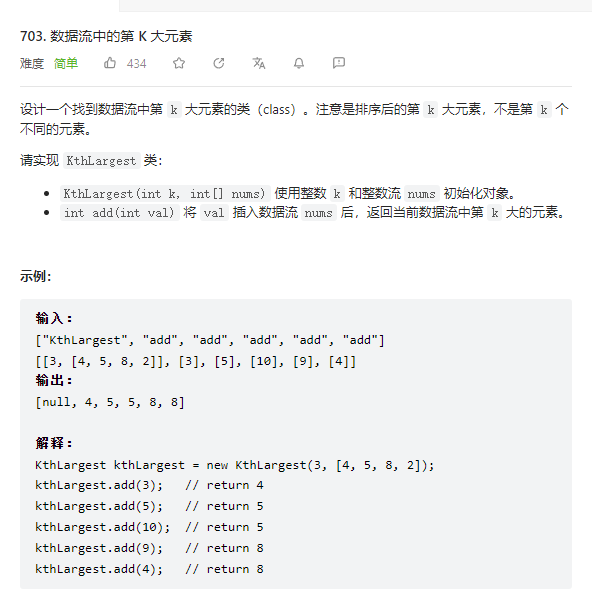 703. 数据流中的第 K 大元素
难度 简单 434
设计一个找到数据流中第 k 大元素的类（class）。注意是排序后的第 k 大元素，不是第 k 个
不同的元素。
请实现 KthLargest 类：
• KthLargest(int k, int[] nums) 使用整数 k 和整数流 nums 初始化对象。
• int add(int val) 将 val 插入数据流 nums 后，返回当前数据流中第 k 大的元素。
示例：
输入：
["KthLargest", "add", "add", "add", "add", "add"]
[[3, [4, 5, 8, 2]], [3], [5], [10], [9], [4]]
输出：
[null, 4, 5, 5, 8, 8]
解释：
KthLargest kthLargest = new KthLargest(3, [4, 5, 8, 2]);
kthLargest.add(3);   // return 4
kthLargest.add(5);   // return 5
kthLargest.add(10);  // return 5
kthLargest.add(9);   // return 8
kthLargest.add(4);   // return 8